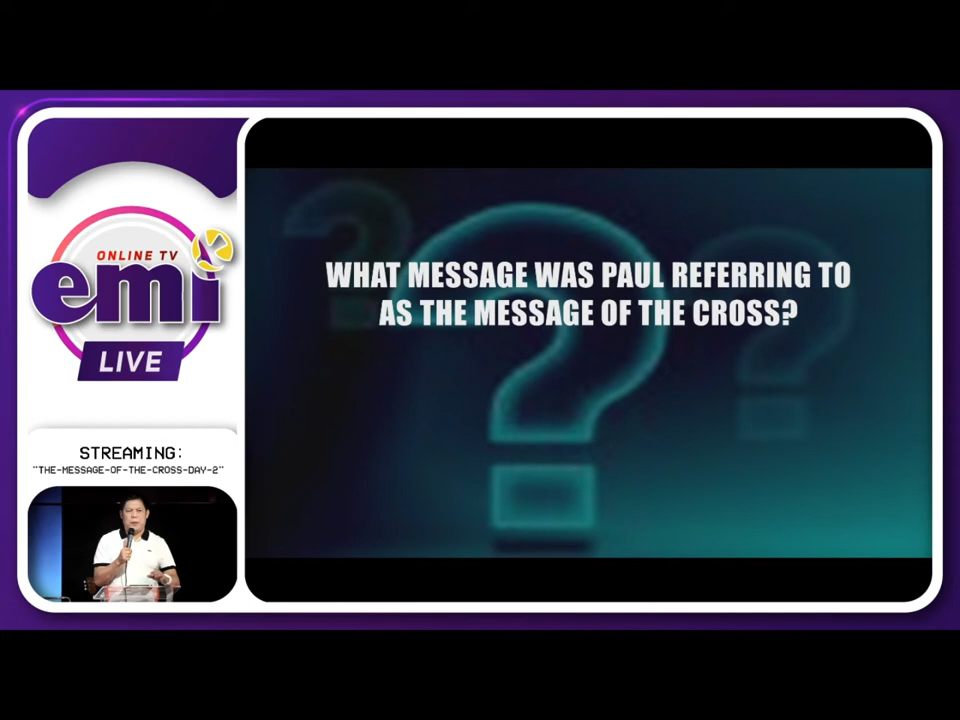 ONLINE TV
emi
LIVE
STREAMING:
"THE-MESSAGE-OF-THE-CROSS-DAY-2"
WHAT MESSAGE WAS PAUL REFERRING TO
AS THE MESSAGE OF THE CROSS?